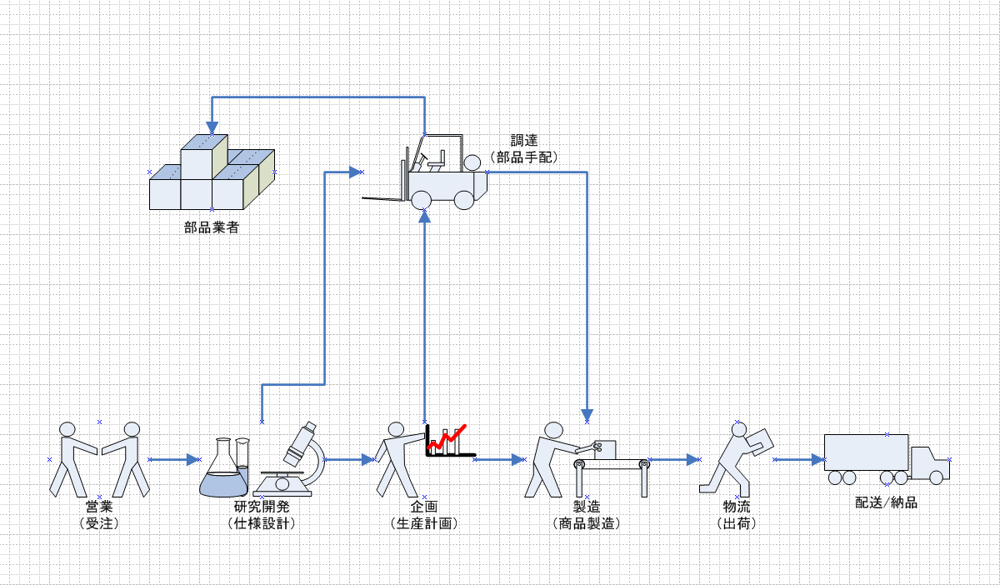 調達
（部品手配）
部品業者
営業
（受注）
研究開発
（仕様設計）
企画
（生産計画）
製造
（商品製造）
物流
（出荷）
配送/納品